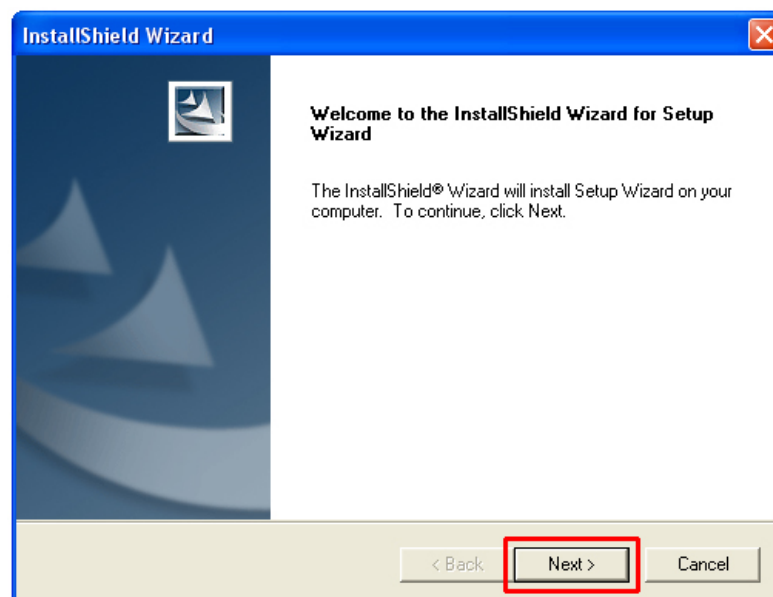 InstallShield Wizard
Welcome to the InstallShield Wizard for Setup
Wizard
The InstallShield® Wizard will install Setup Wizard on your
computer. To continue, click Next.
< Back
Next >
Cancel